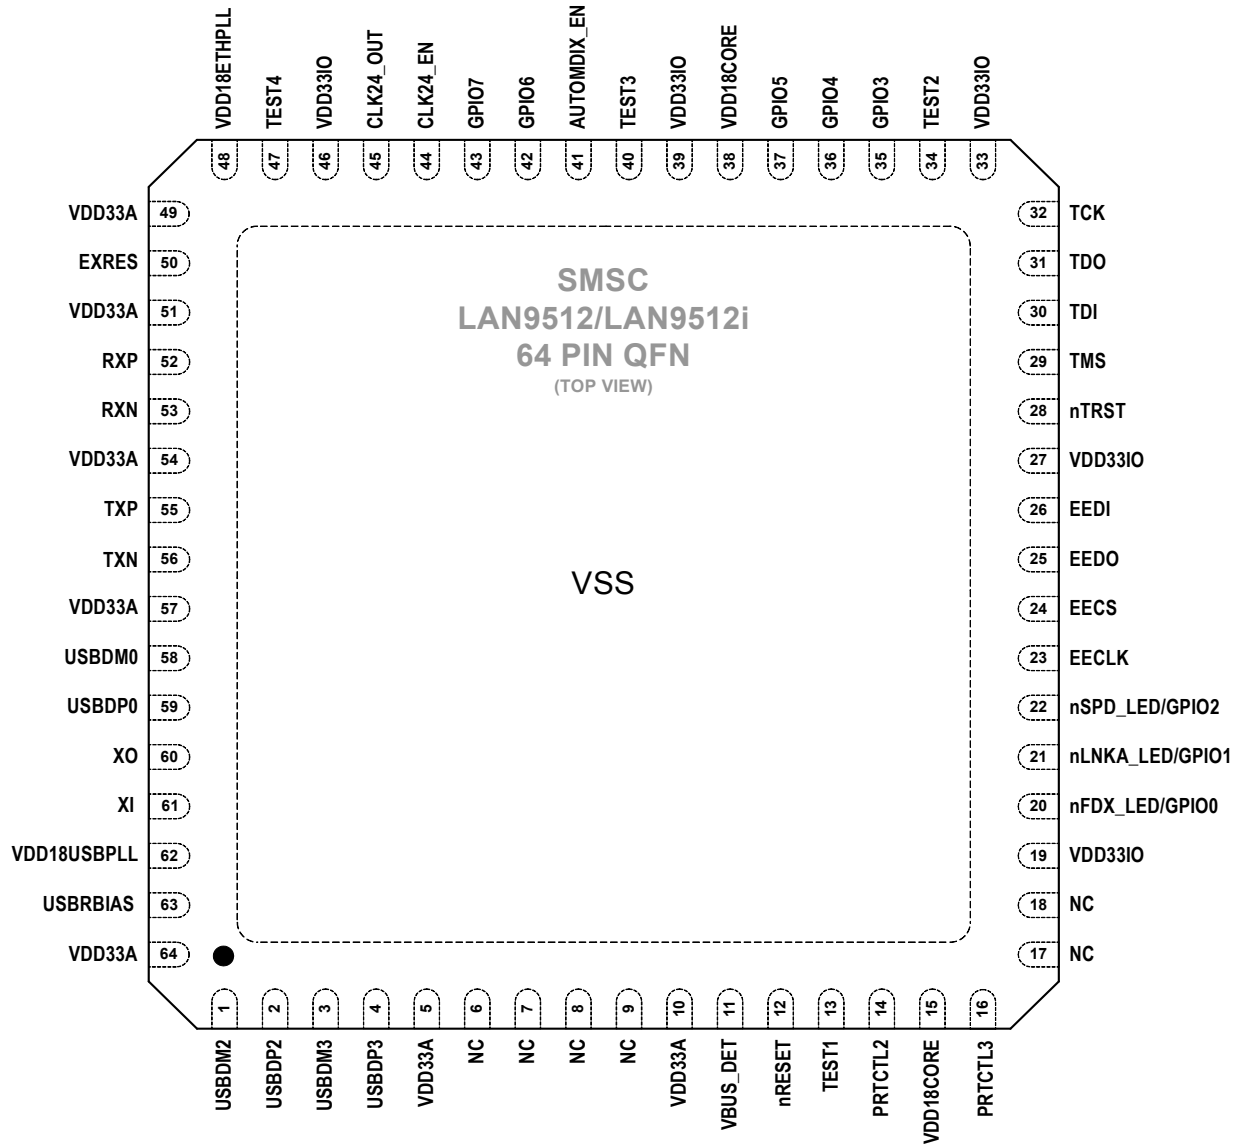 VDD18ETHPLL
TEST4
VDD33IO
CLK24_OUT
CLK24_EN
GPIO7
GPIO6
AUTOMDIX_EN
TEST3
VDD33IO
VDD18CORE
GPIO5
GPIO4
GPIO3
TEST2
VDD33IO
48
47
46
45
44
43
42
41
40
39
38
37
36
35
34
33
VDD33A 49
EXRES 50
VDD33A 51
RXP 52
RXN 53
VDD33A 54
TXP 55
TXN 56
VDD33A 57
USBDM0 58
USBDP0 59
XO 60
XI 61
VDD18USBPLL 62
USBRBIAS 63
VDD33A 64
SMSC
LAN9512/LAN9512i
64 PIN QFN
(TOP VIEW)
VSS
32 TCK
31 TDO
30 TDI
29 TMS
28 nTRST
27 VDD33IO
26 EEDI
25 EEDO
24 EECS
23 EECLK
22 nSPD_LED/GPIO2
21 nLNKA_LED/GPIO1
20 nFDX_LED/GPIO0
19 VDD33IO
18 NC
17 NC
1
2
3
4
5
6
7
8
9
10
11
12
13
14
15
16
USBDM2
USBDP2
USBDM3
USBDP3
VDD33A
NC
NC
NC
NC
VDD33A
VBUS_DET
nRESET
TEST1
PRTCTL2
VDD18CORE
PRTCTL3